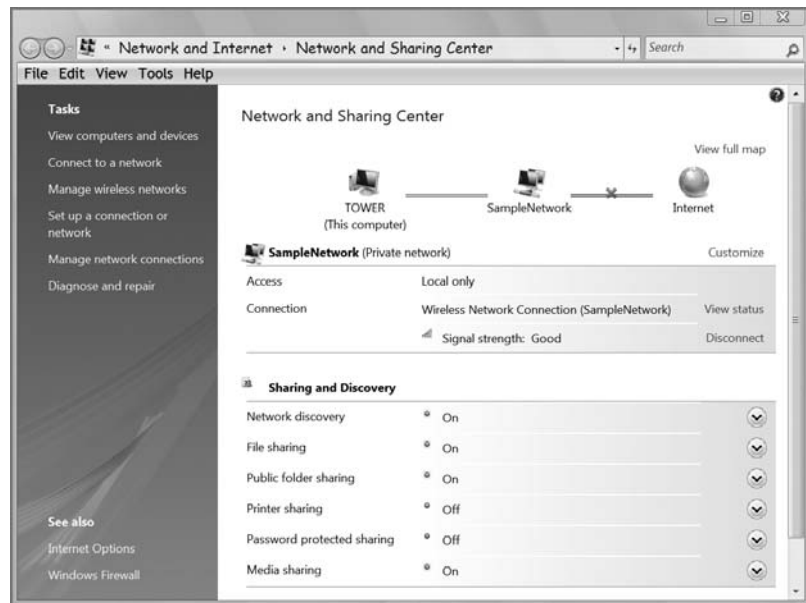 « Network and Internet › Network and Sharing Center
Search
File Edit View Tools Help
Tasks
View computers and devices
Connect to a network
Manage wireless networks
Set up a connection or
network
Manage network connections
Diagnose and repair
See also
Internet Options
Windows Firewall
Network and Sharing Center
View full map
TOWER
(This computer)
SampleNetwork
Internet
SampleNetwork (Private network)
Customize
Access Local only
Connection Wireless Network Connection (SampleNetwork) View status
Signal strength: Good Disconnect
Sharing and Discovery
Network discovery On
File sharing On
Public folder sharing On
Printer sharing Off
Password protected sharing Off
Media sharing On